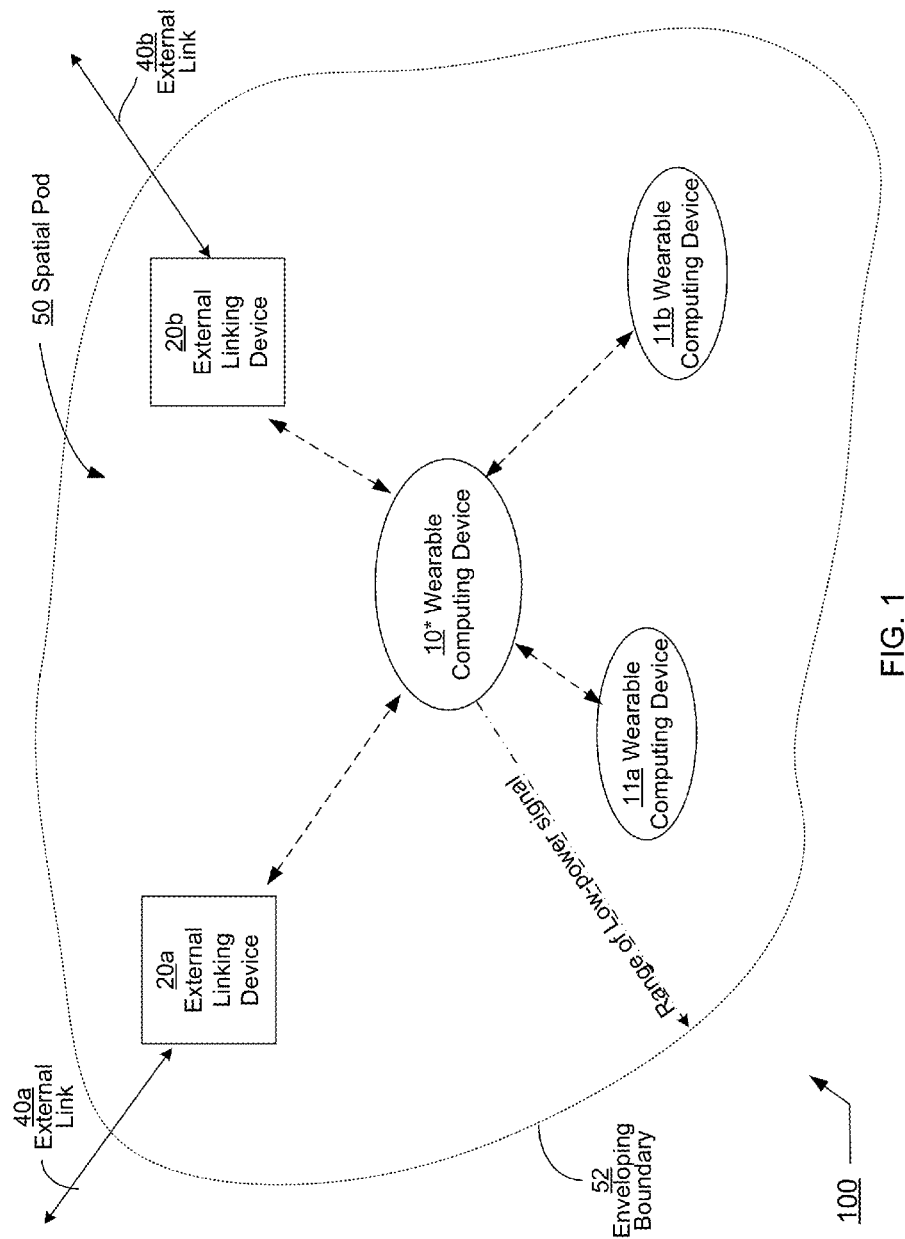 40a
External
Link
20a
External
Linking
Device
50 Spatial Pod
20b
External
Linking
Device
40b
External
Link
10* Wearable
Computing Device
Range of Low-power signal
11a Wearable
Computing Device
11b Wearable
Computing Device
52
Enveloping
Boundary
100
FIG. 1